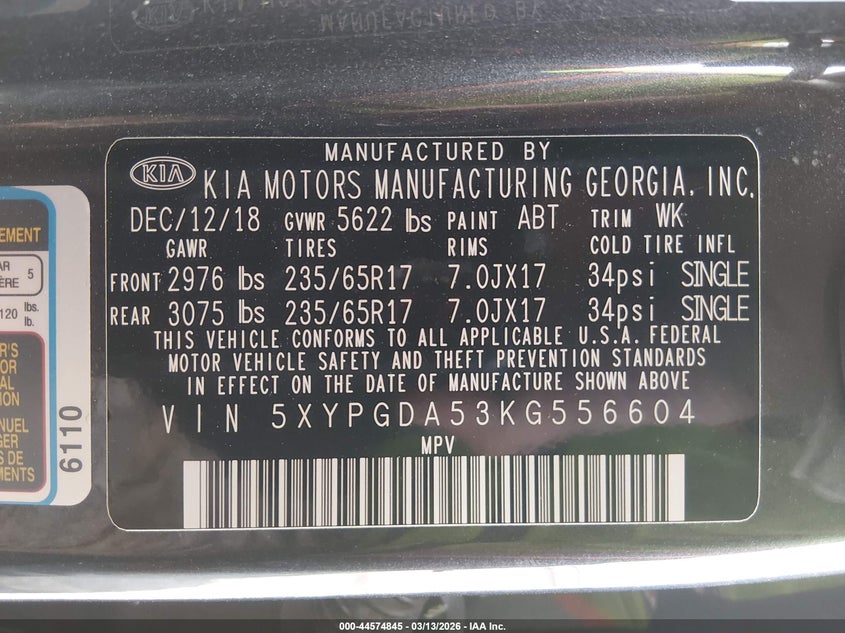 MANUFACTURED BY
KIA KIA MOTORS MANUFACTURING GEORGIA, INC.
DEC/12/18 GVWR 5622 lbs PAINT ABT TRIM WK
GAWR TIRES RIMS COLD TIRE INFL
FRONT 2976 lbs 235/65R17 7.0JX17 34psi SINGLE
REAR 3075 lbs 235/65R17 7.0JX17 34psi SINGLE
THIS VEHICLE CONFORMS TO ALL APPLICABLE U.S.A. FEDERAL
MOTOR VEHICLE SAFETY AND THEFT PREVENTION STANDARDS
IN EFFECT ON THE DATE OF MANUFACTURE SHOWN ABOVE
VIN 5XYPGDA53KG556604
MPV
5
120 lbs.
lb.
6110
000-44574845 - 03/13/2026 - IAA Inc.